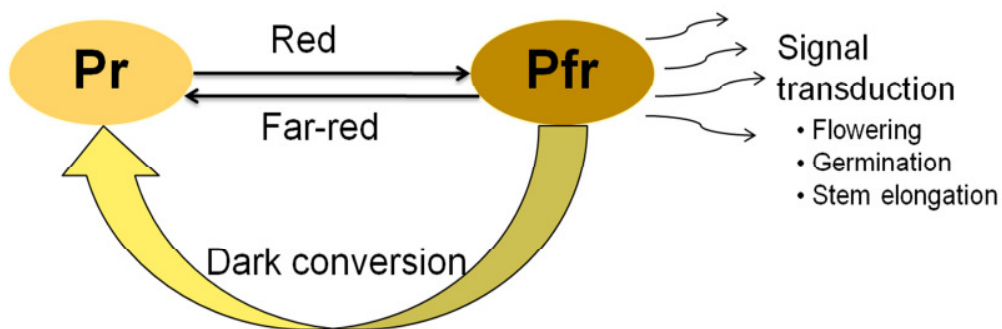 Pr
Red
Far-red
Pfr
Signal
transduction
• Flowering
• Germination
• Stem elongation
Dark conversion